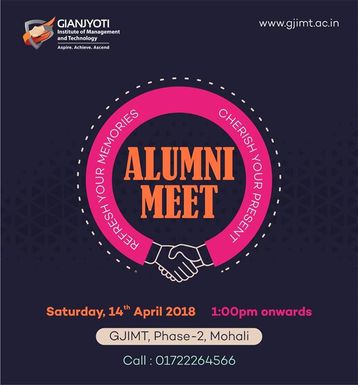 GIANJYOTI
Institute of Management
and Technology
Aspire. Achieve. Ascend
www.gjimt.ac.in
REFRESH YOUR MEMORIES
CHERISH YOUR PRESENT
ALUMNI
MEET
Saturday, 14th April 2018 1:00pm onwards
GJIMT, Phase-2, Mohali
Call : 01722264566